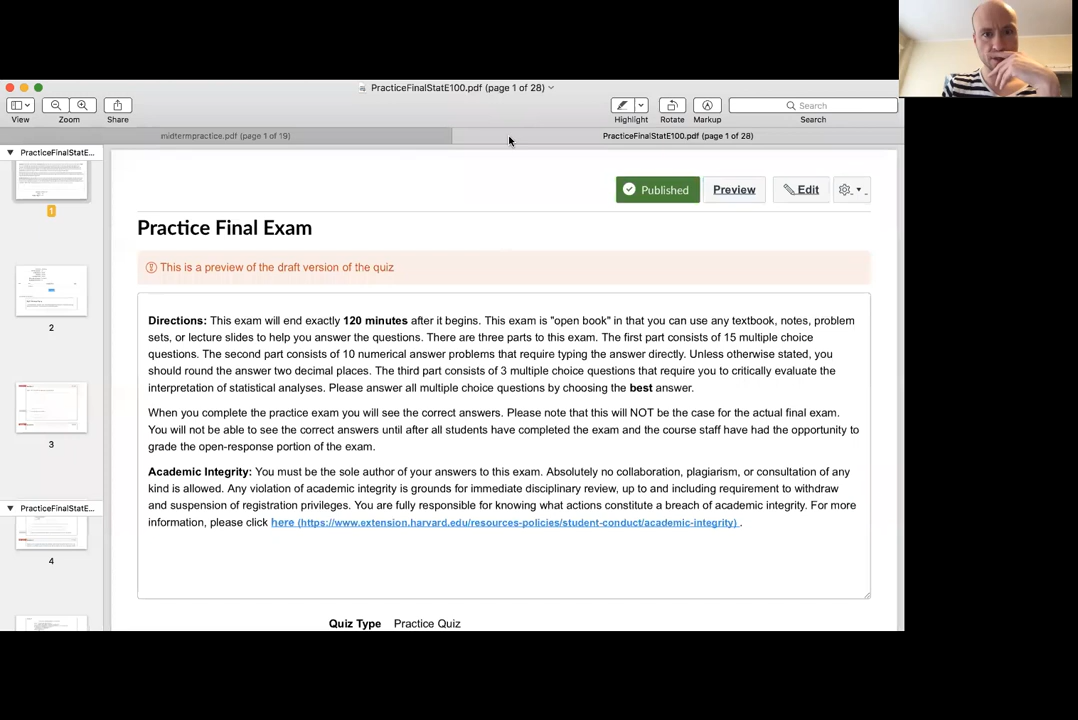 PracticeFinalStatE100.pdf (page 1 of 28)
View
Zoom
Share
Highlight
Rotate
Markup
Search
Search
midtermpractice.pdf (page 1 of 19)
PracticeFinalStatE100.pdf (page 1 of 28)
PracticeFinalStatE...
1
2
3
PracticeFinalStatE...
4
Published
Preview
Edit
Practice Final Exam
This is a preview of the draft version of the quiz
Directions: This exam will end exactly 120 minutes after it begins. This exam is "open book" in that you can use any textbook, notes, problem
sets, or lecture slides to help you answer the questions. There are three parts to this exam. The first part consists of 15 multiple choice
questions. The second part consists of 10 numerical answer problems that require typing the answer directly. Unless otherwise stated, you
should round the answer two decimal places. The third part consists of 3 multiple choice questions that require you to critically evaluate the
interpretation of statistical analyses. Please answer all multiple choice questions by choosing the best answer.
When you complete the practice exam you will see the correct answers. Please note that this will NOT be the case for the actual final exam.
You will not be able to see the correct answers until after all students have completed the exam and the course staff have had the opportunity to
grade the open-response portion of the exam.
Academic Integrity: You must be the sole author of your answers to this exam. Absolutely no collaboration, plagiarism, or consultation of any
kind is allowed. Any violation of academic integrity is grounds for immediate disciplinary review, up to and including requirement to withdraw
and suspension of registration privileges. You are fully responsible for knowing what actions constitute a breach of academic integrity. For more
information, please click here (https://www.extension.harvard.edu/resources-policies/student-conduct/academic-integrity) .
Quiz Type Practice Quiz